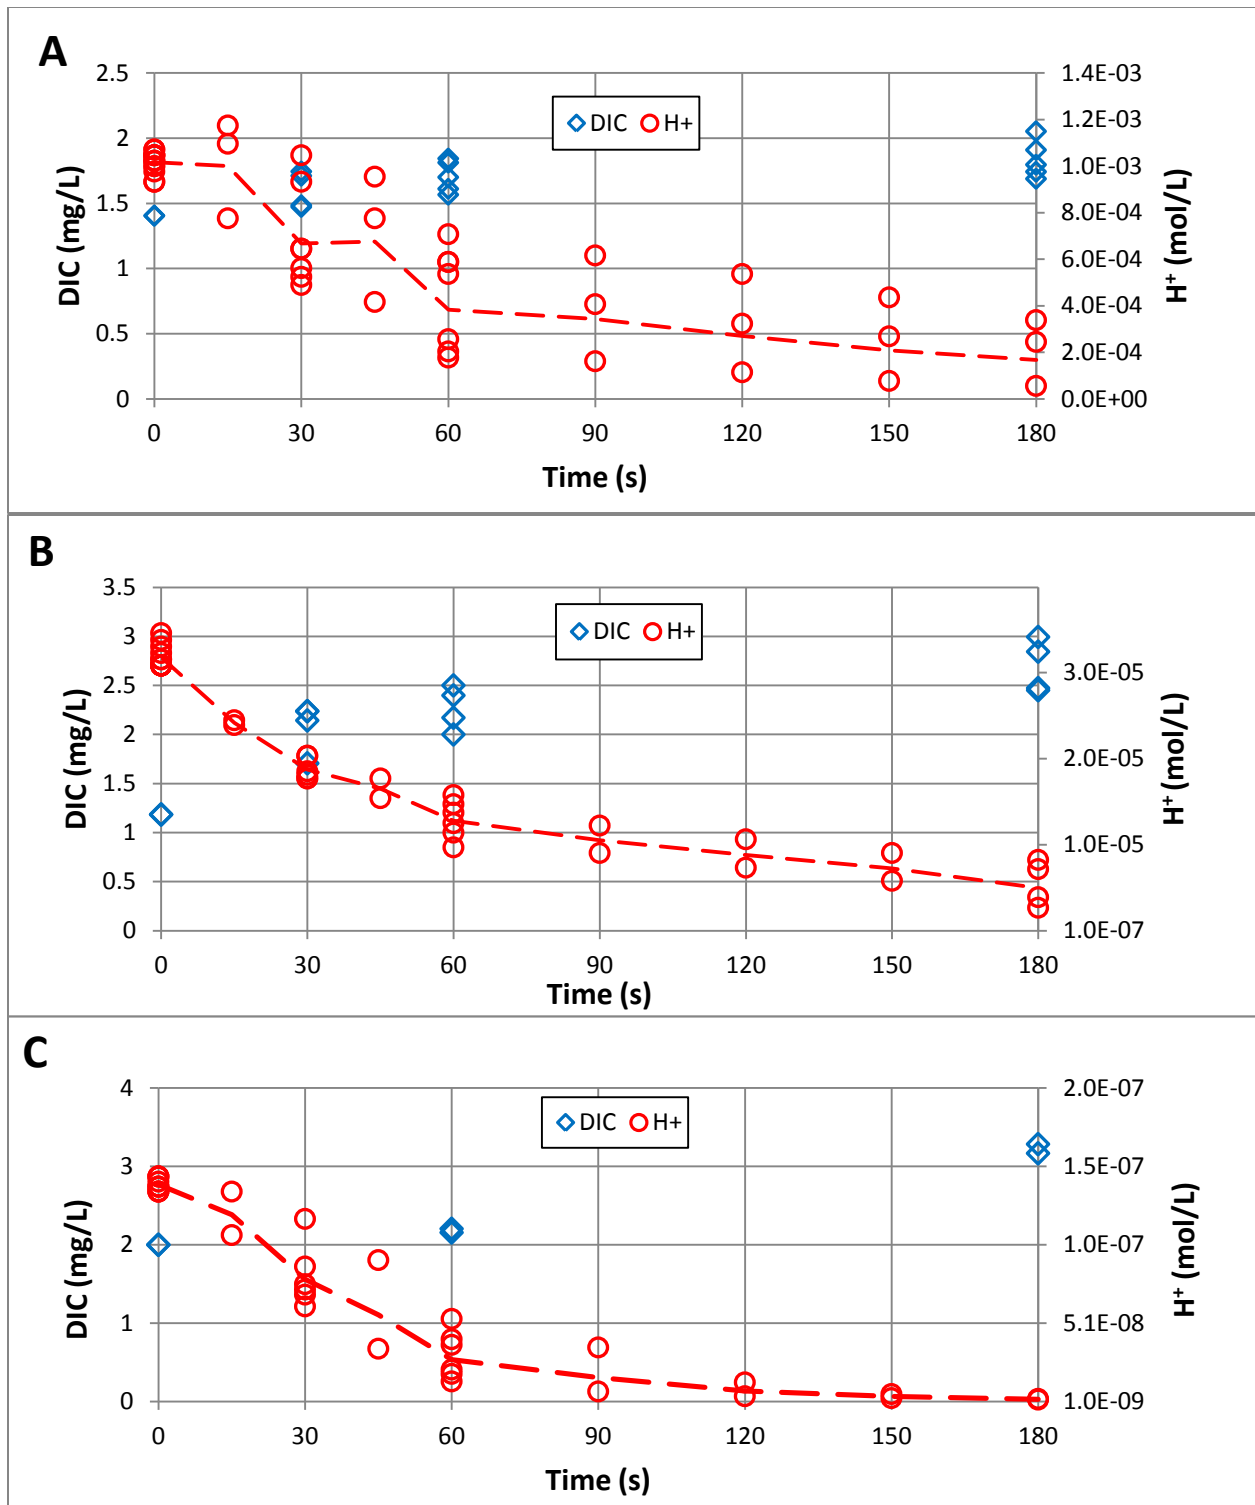 A
2.5 1.4E-03
DIC H+
2 1.2E-03
1.0E-03
1.5 8.0E-04
1 6.0E-04
4.0E-04
0.5 2.0E-04
0 0.0E+00
DIC (mg/L)
H⁺ (mol/L)
0 30 60 90 120 150 180
Time (s)
B
3.5
DIC H+
3
3.0E-05
2.5
2 2.0E-05
1.5
1 1.0E-05
0.5
0 1.0E-07
DIC (mg/L)
H⁺ (mol/L)
0 30 60 90 120 150 180
Time (s)
C
4 2.0E-07
DIC H+
3 1.5E-07
2 1.0E-07
1 5.1E-08
0 1.0E-09
DIC (mg/L)
H⁺ (mol/L)
0 30 60 90 120 150 180
Time (s)